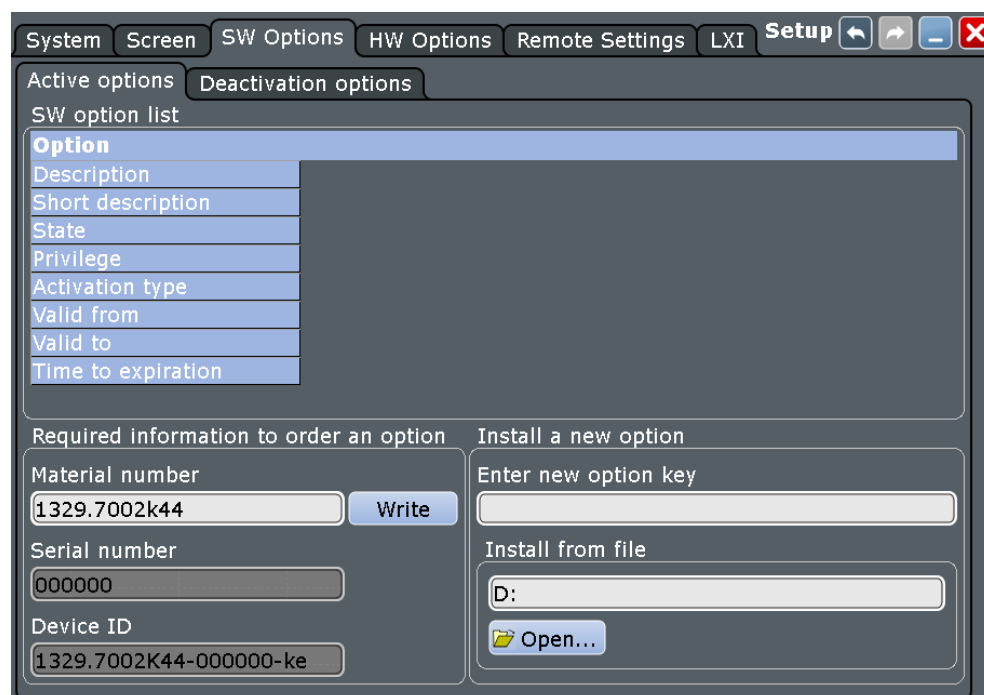 System Screen SW Options HW Options Remote Settings LXI Setup
Active options Deactivation options
SW option list
Option
Description
Short description
State
Privilege
Activation type
Valid from
Valid to
Time to expiration
Required information to order an option
Material number
1329.7002k44 Write
Serial number
000000
Device ID
1329.7002K44-000000-ke
Install a new option
Enter new option key
Install from file
D:
Open...